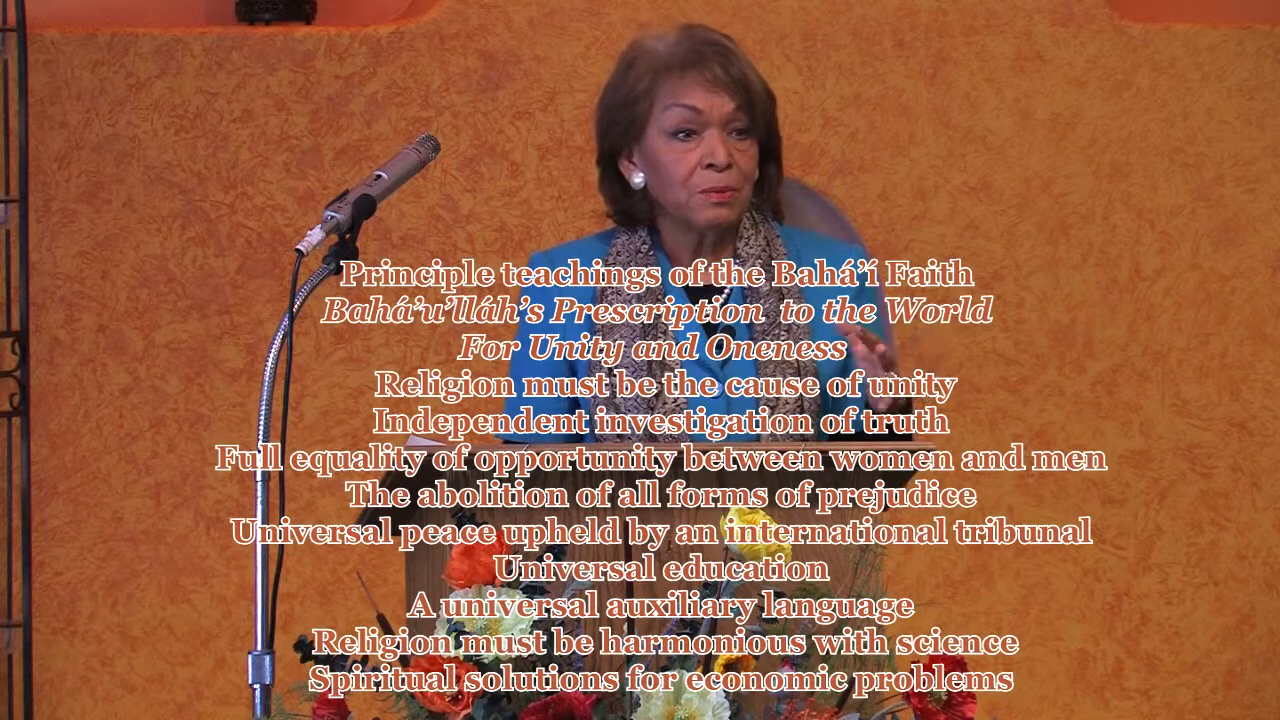 Principle teachings of the Bahá’í Faith
Bahá’u’lláh’s Prescription to the World
For Unity and Oneness
Religion must be the cause of unity
Independent investigation of truth
Full equality of opportunity between women and men
The abolition of all forms of prejudice
Universal peace upheld by an international tribunal
Universal education
A universal auxiliary language
Religion must be harmonious with science
Spiritual solutions for economic problems